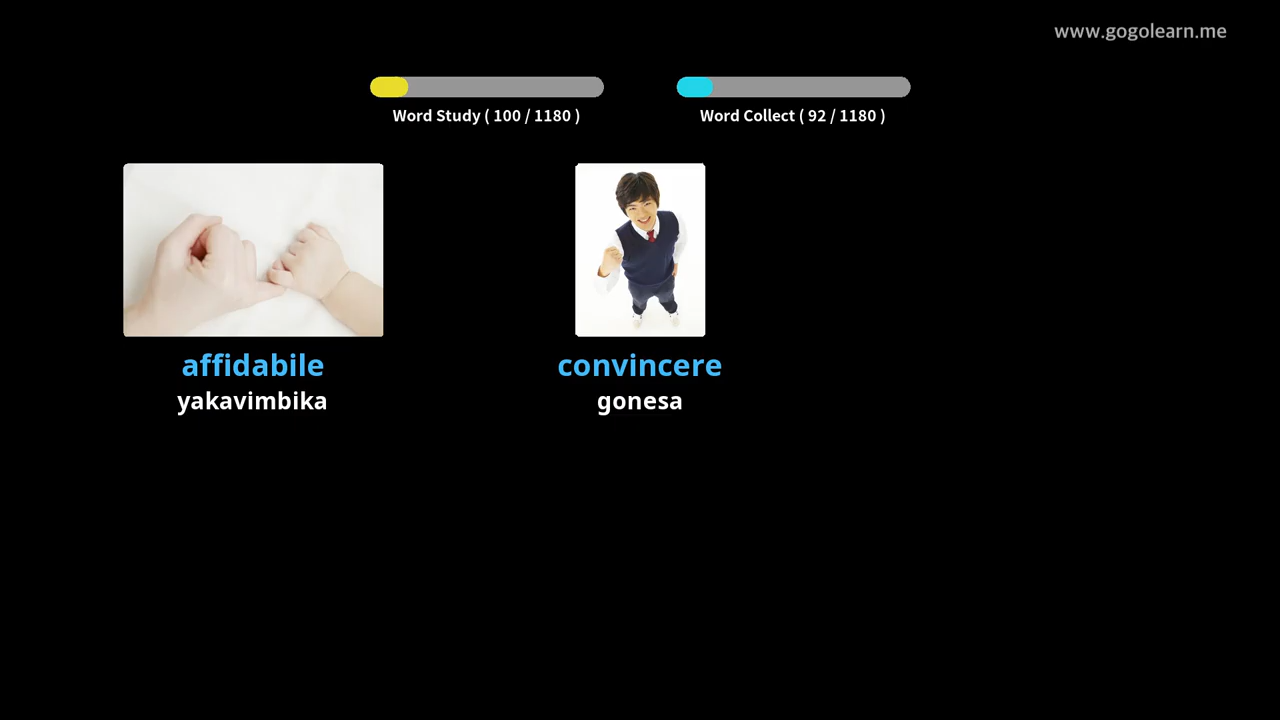 www.gogolearn.me
Word Study ( 100 / 1180 )
Word Collect ( 92 / 1180 )
affidabile
yakavimbika
convincere
gonesa